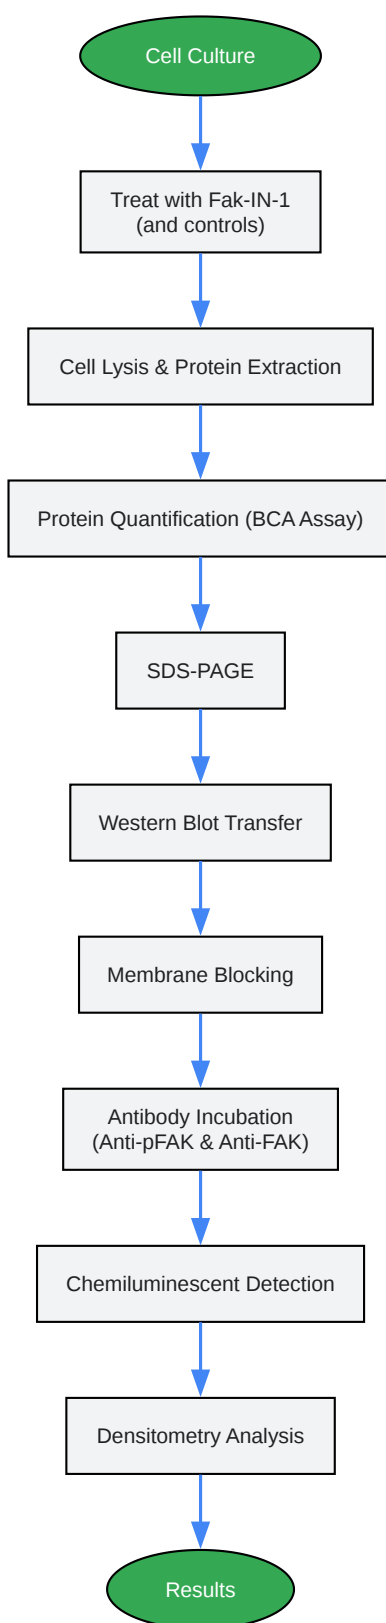 Cell Culture
Treat with Fak-IN-1
(and controls)
Cell Lysis & Protein Extraction
Protein Quantification (BCA Assay)
SDS-PAGE
Western Blot Transfer
Membrane Blocking
Antibody Incubation
(Anti-pFAK & Anti-FAK)
Chemiluminescent Detection
Densitometry Analysis
Results